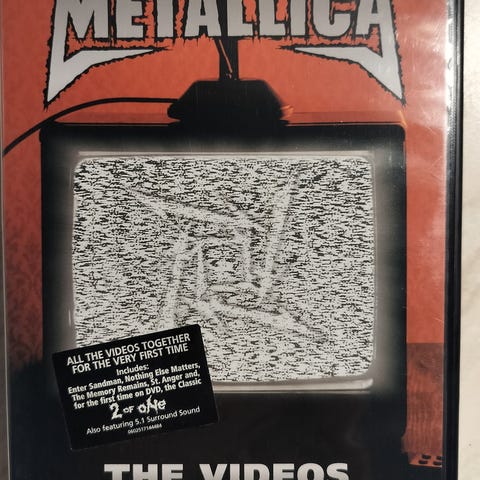 METALLICA
ALL THE VIDEOS TOGETHER
FOR THE VERY FIRST TIME
Includes:
Enter Sandman, Nothing Else Matters,
The Memory Remains, St. Anger and,
for the first time on DVD, the Classic
2 OF ONE
Also featuring 5.1 Surround Sound
0602517144484
THE VIDEOS